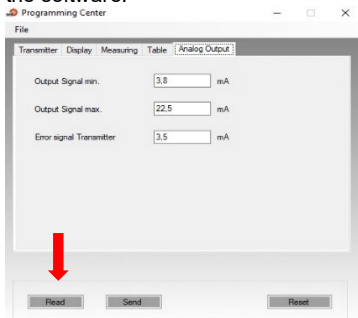 the software.
Programming Center
File
Transmitter Display Measuring Table Analog Output
Output Signal min. 3,8 mA
Output Signal max. 22,5 mA
Error signal Transmitter 3,5 mA
Read Send Reset